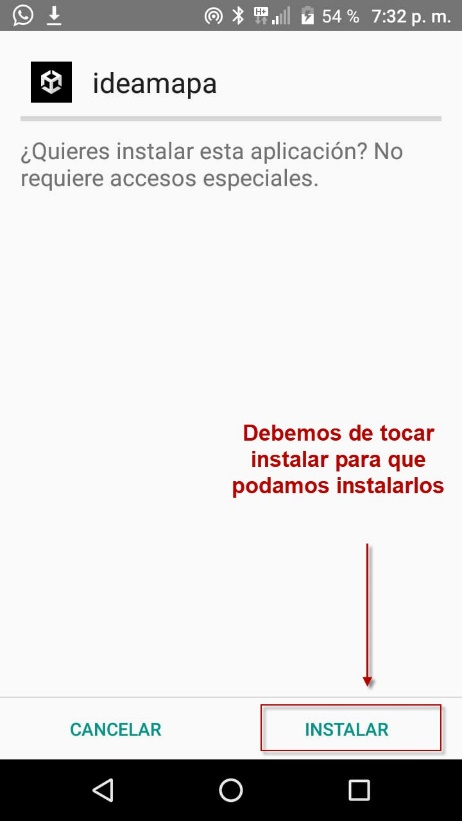 H+ 54 % 7:32 p. m.
ideamapa
¿Quieres instalar esta aplicación? No
requiere accesos especiales.
Debemos de tocar
instalar para que
podamos instalarlos
CANCELAR
INSTALAR